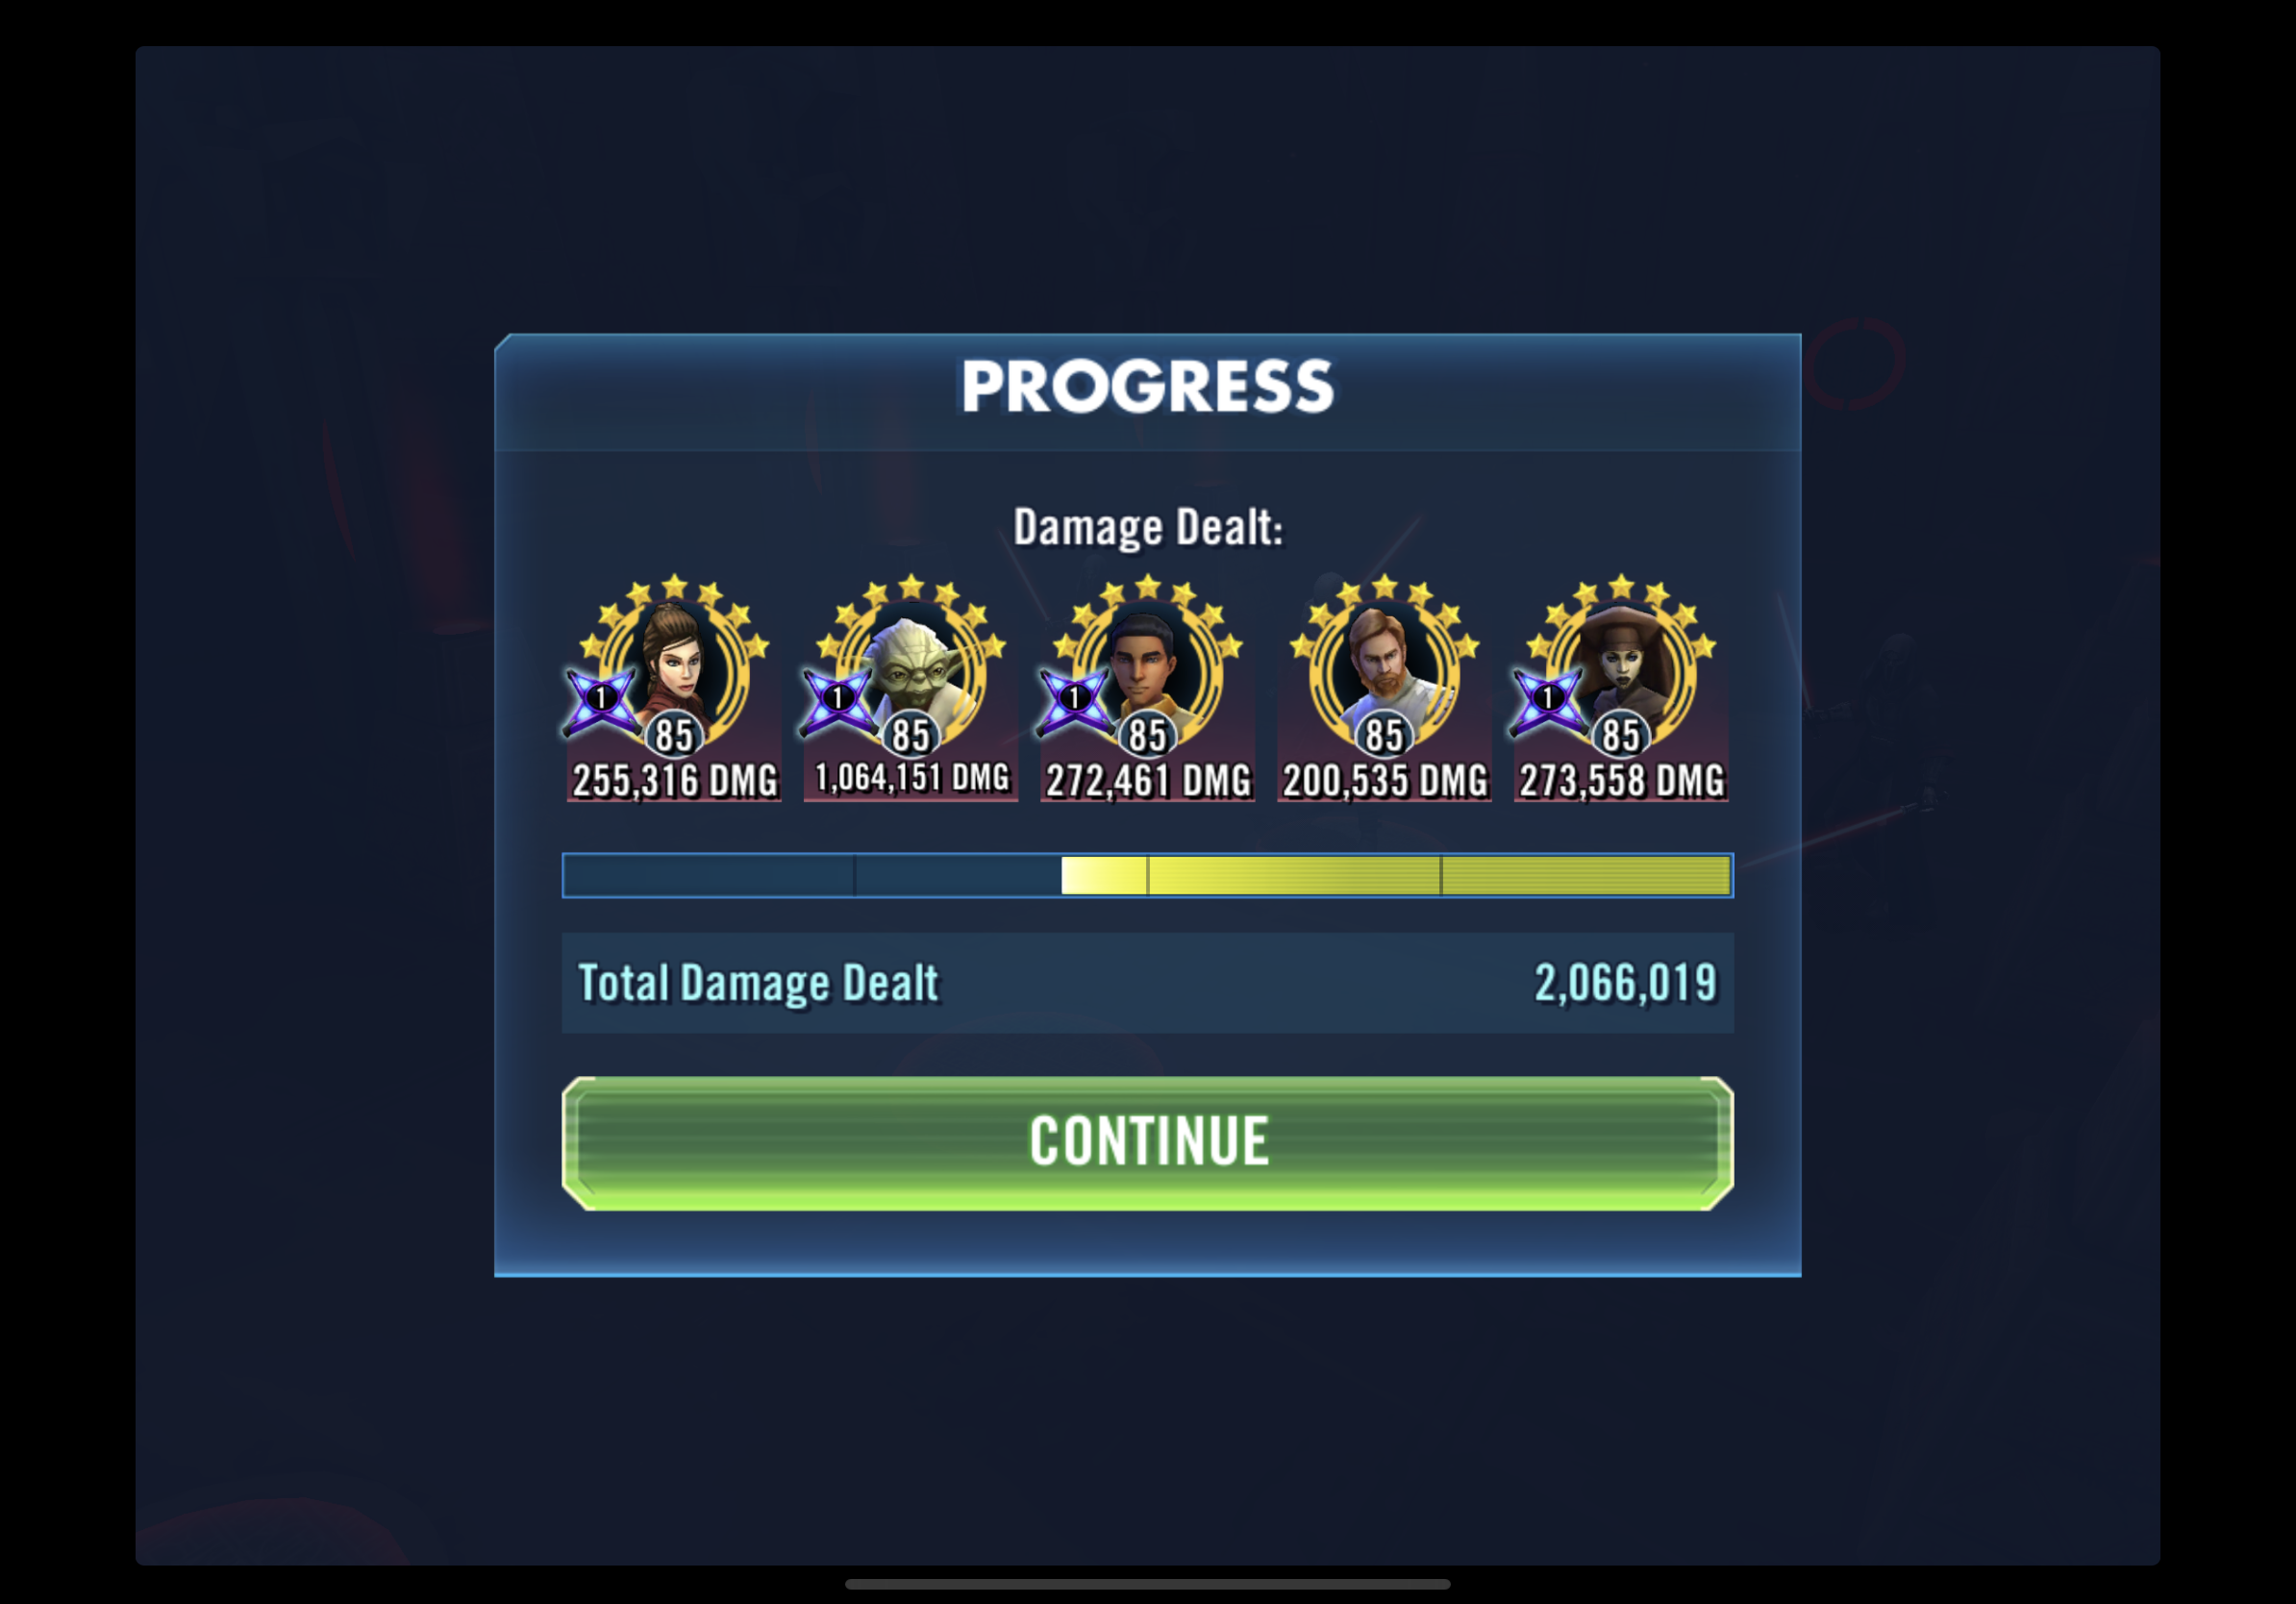 PROGRESS
Damage Dealt:
1 1 1 1
85 85 85 85 85
255,316 DMG 1,064,151 DMG 272,461 DMG 200,535 DMG 273,558 DMG
Total Damage Dealt 2,066,019
CONTINUE